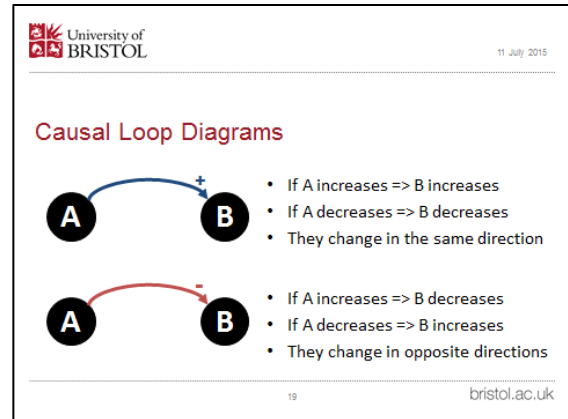 University of
BRISTOL
11 July 2015
Causal Loop Diagrams
+
A
B
• If A increases => B increases
• If A decreases => B decreases
• They change in the same direction
-
A
B
• If A increases => B decreases
• If A decreases => B increases
• They change in opposite directions
19
bristol.ac.uk